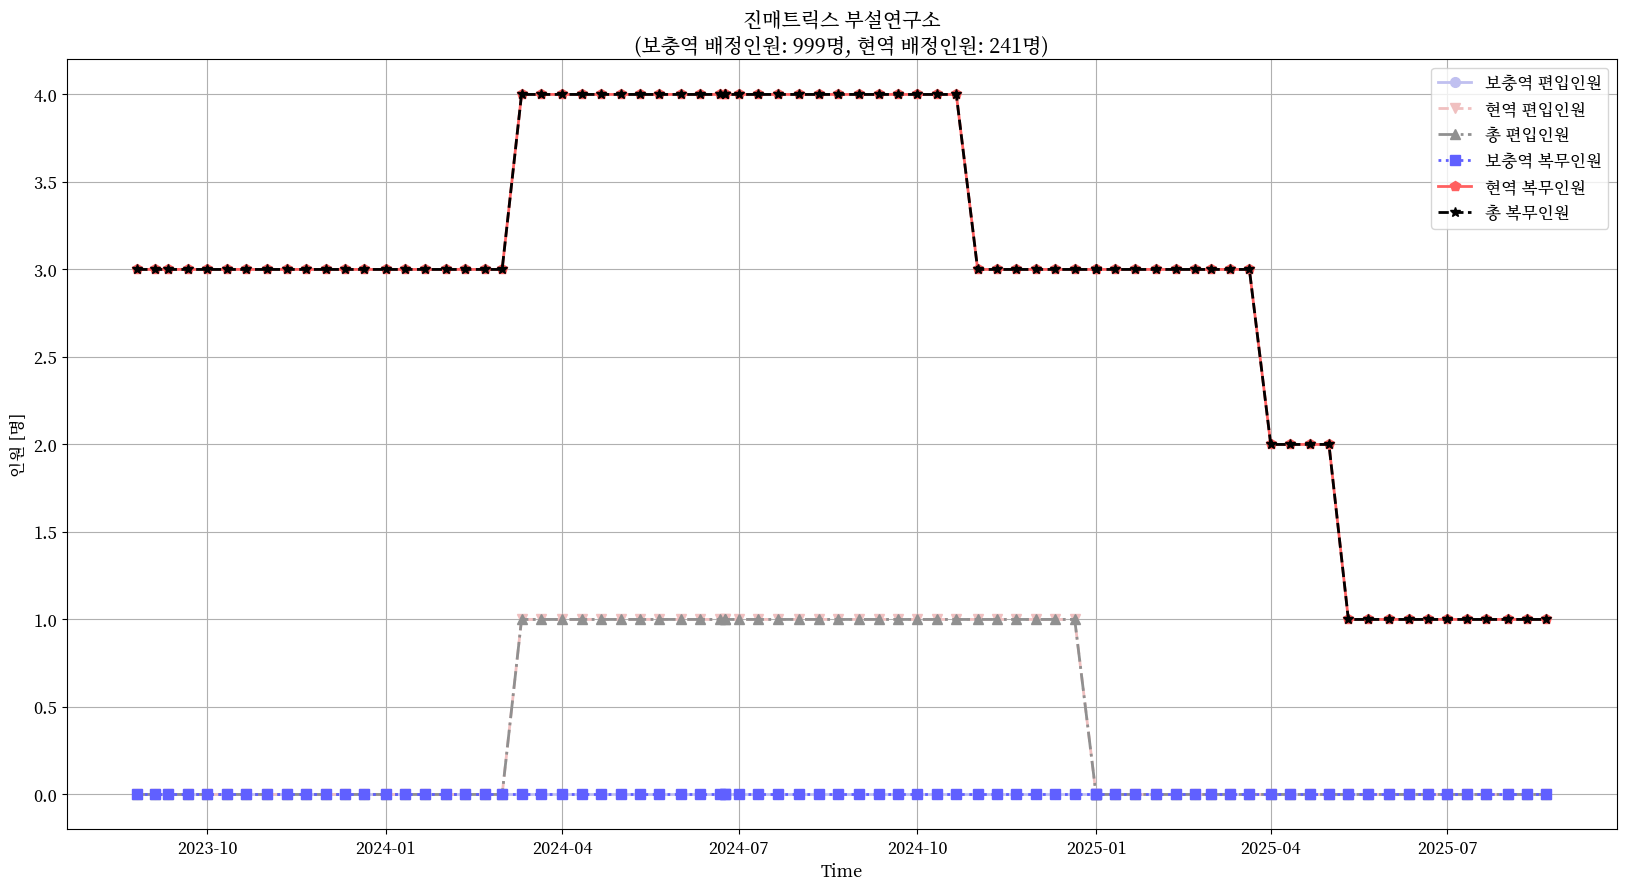 진매트릭스 부설연구소
(보충역 배정인원: 999명, 현역 배정인원: 241명)
보충역 편입인원
현역 편입인원
총 편입인원
보충역 복무인원
현역 복무인원
총 복무인원
인원 [명]
4.0
3.5
3.0
2.5
2.0
1.5
1.0
0.5
0.0
2023-10
2024-01
2024-04
2024-07
2024-10
2025-01
2025-04
2025-07
Time